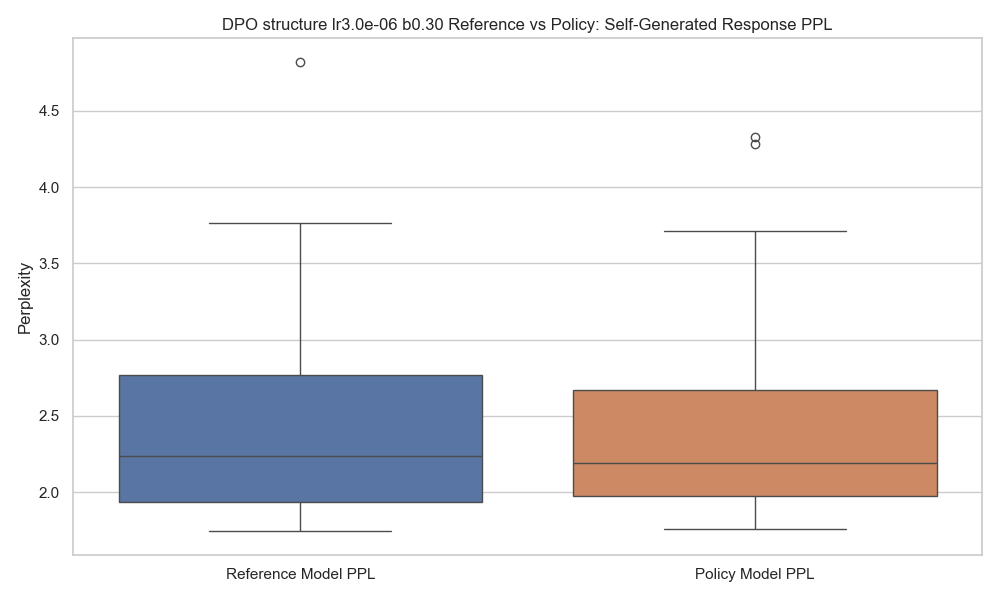 DPO structure lr3.0e-06 b0.30 Reference vs Policy: Self-Generated Response PPL
Perplexity
4.5
4.0
3.5
3.0
2.5
2.0
Reference Model PPL
Policy Model PPL